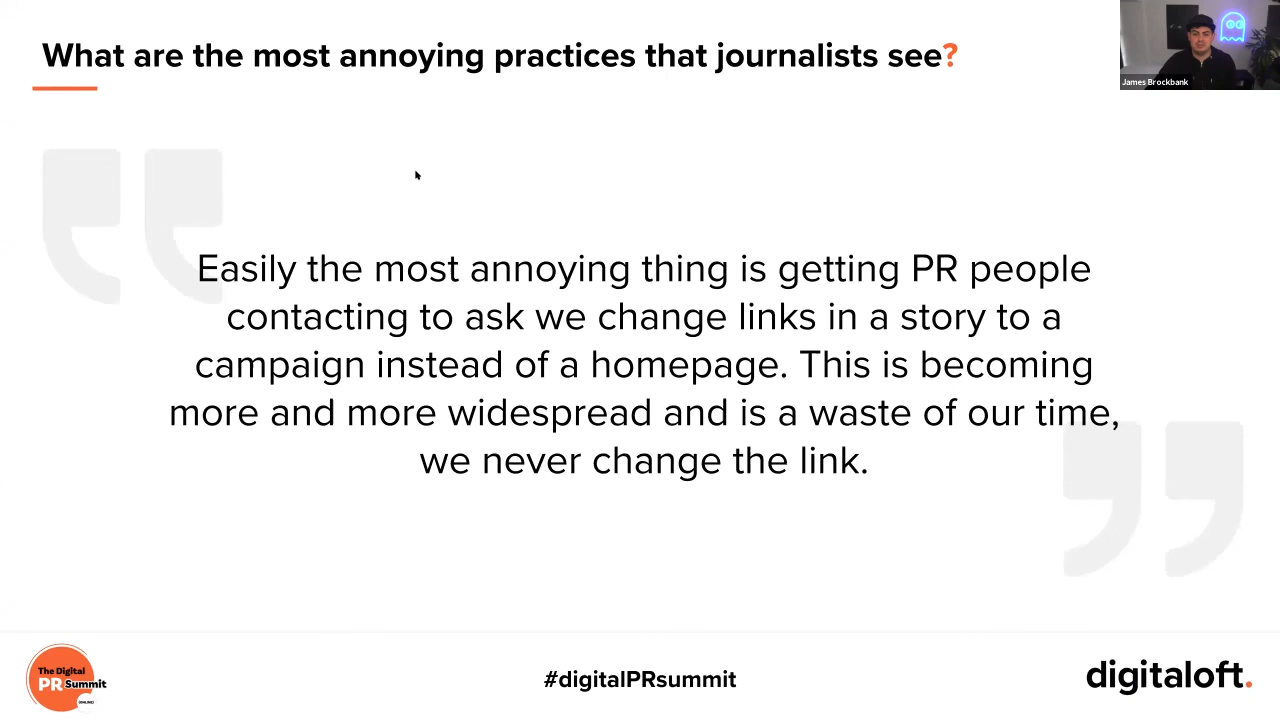 What are the most annoying practices that journalists see?
James Brockbank
Easily the most annoying thing is getting PR people
contacting to ask we change links in a story to a
campaign instead of a homepage. This is becoming
more and more widespread and is a waste of our time,
we never change the link.
The Digital
PR Summit
(ONLINE)
#digitalPRsummit
digitaloft.